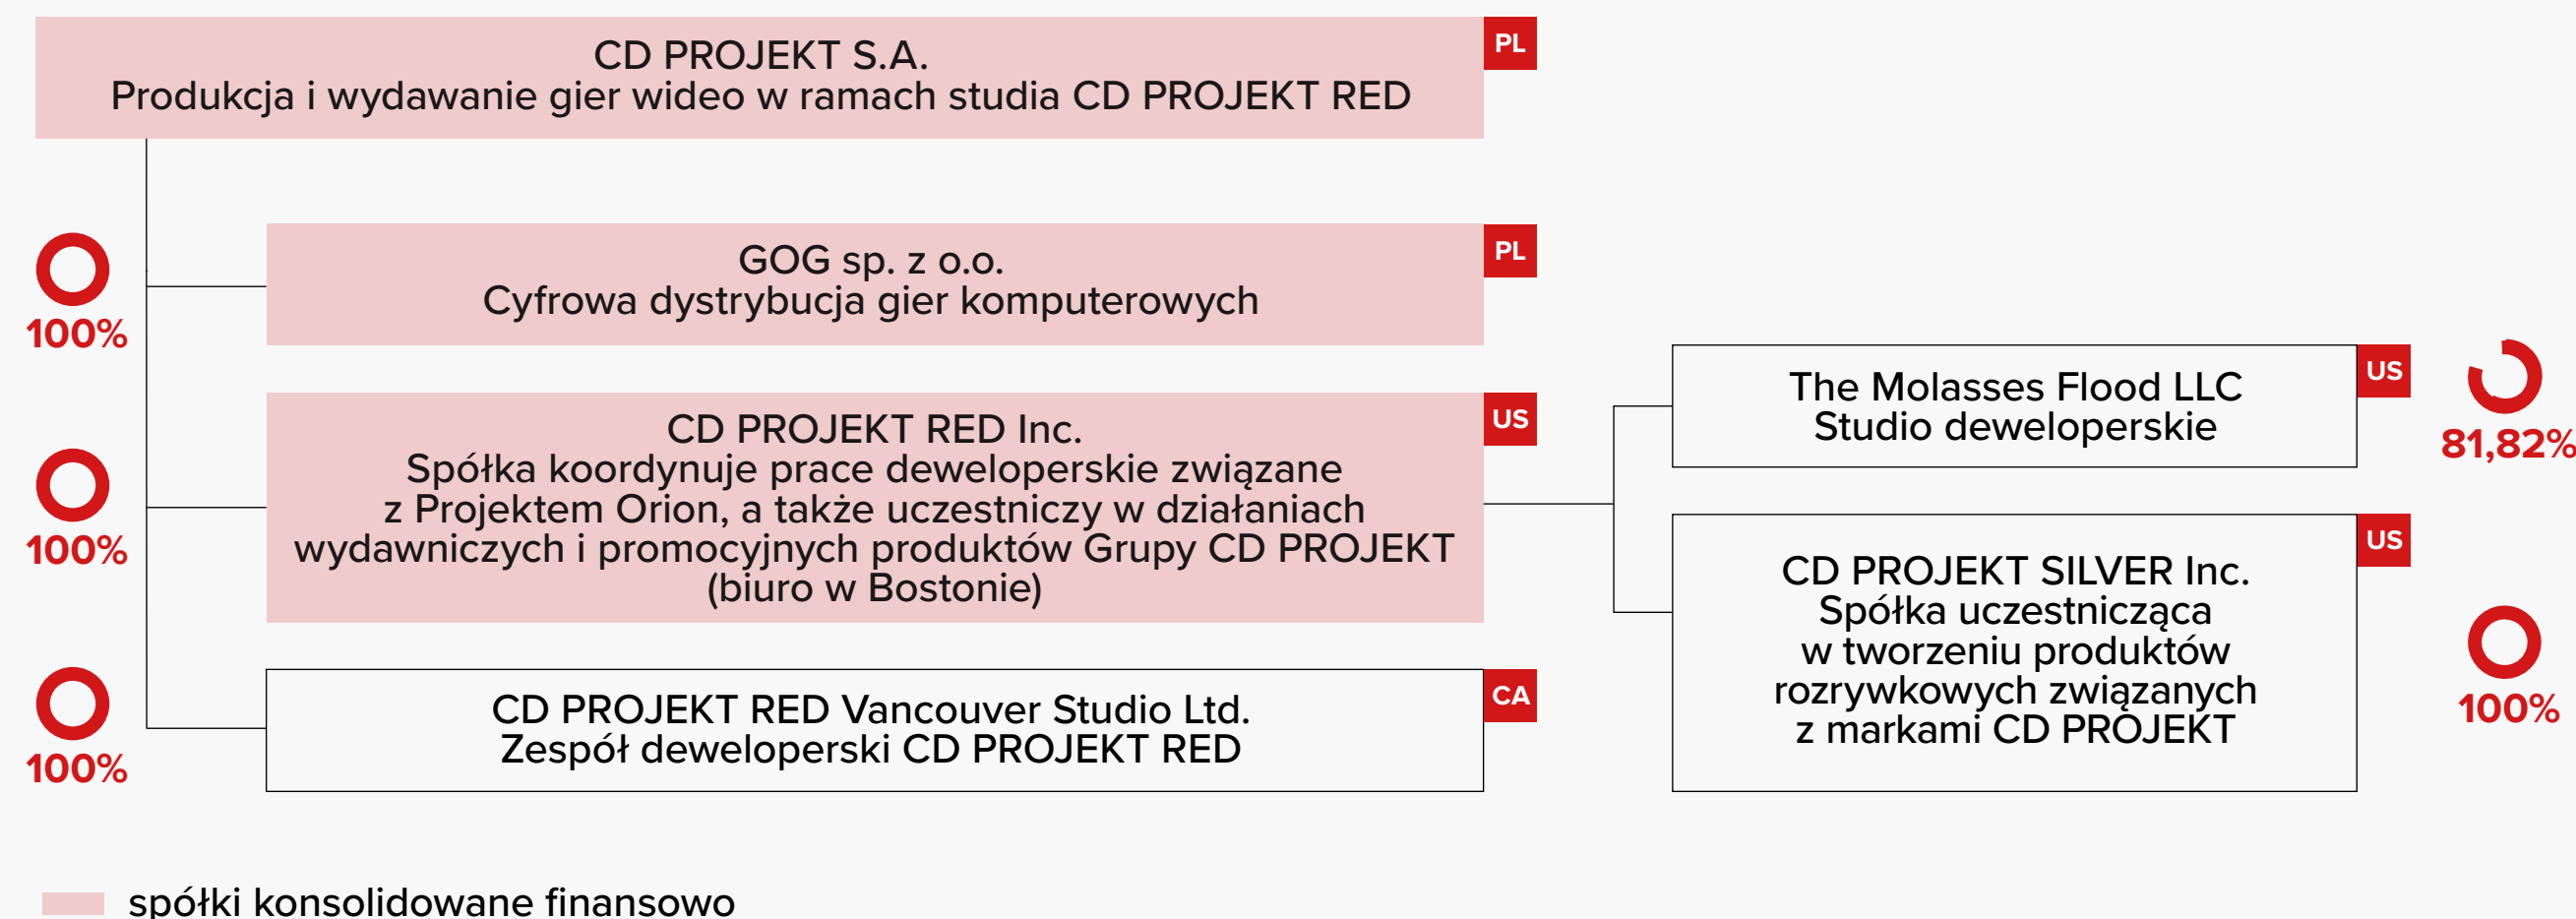 CD PROJEKT S.A.
Produkcja i wydawanie gier wideo w ramach studia CD PROJEKT RED
PL
100%
GOG sp. z o.o.
Cyfrowa dystrybucja gier komputerowych
PL
100%
CD PROJEKT RED Inc.
Spółka koordynuje prace deweloperskie związane
z Projektem Orion, a także uczestniczy w działaniach
wydawniczych i promocyjnych produktów Grupy CD PROJEKT
(biuro w Bostonie)
US
The Molasses Flood LLC
Studio deweloperskie
US
81,82%
CD PROJEKT SILVER Inc.
Spółka uczestnicząca
w tworzeniu produktów
rozrywkowych związanych
z markami CD PROJEKT
US
100%
100%
CD PROJEKT RED Vancouver Studio Ltd.
Zespół deweloperski CD PROJEKT RED
CA
spółki konsolidowane finansowo